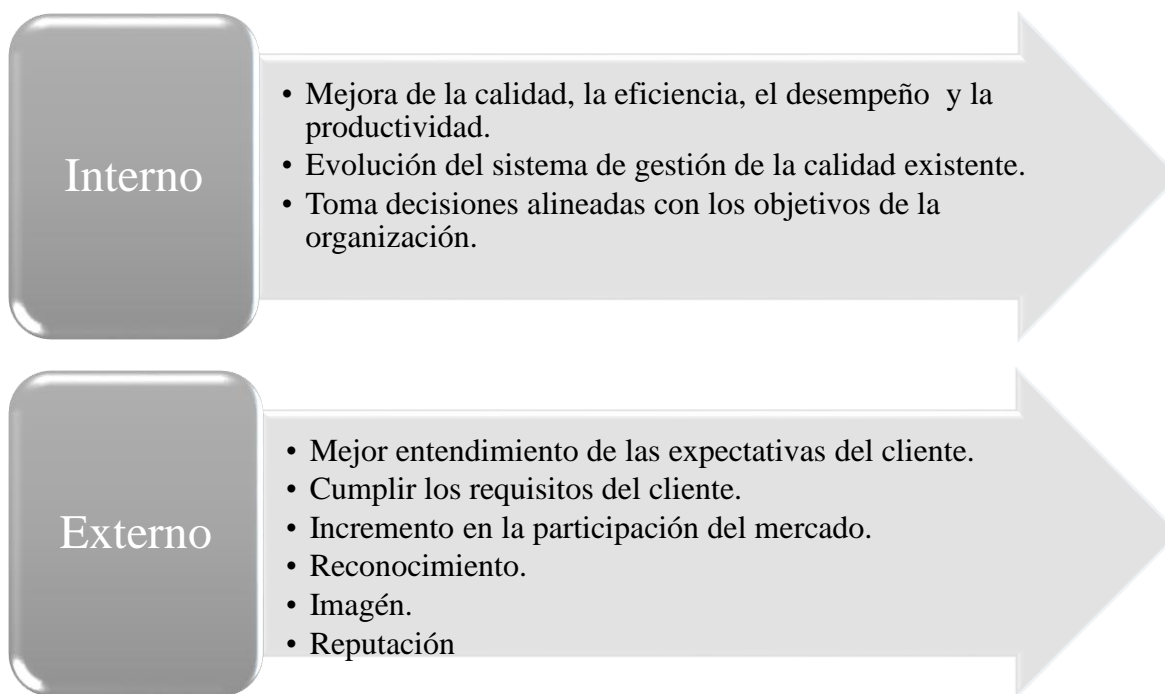 Interno
• Mejora de la calidad, la eficiencia, el desempeño  y la
productividad.
• Evolución del sistema de gestión de la calidad existente.
• Toma decisiones alineadas con los objetivos de la
organización.
Externo
• Mejor entendimiento de las expectativas del cliente.
• Cumplir los requisitos del cliente.
• Incremento en la participación del mercado.
• Reconocimiento.
• Imagén.
• Reputación